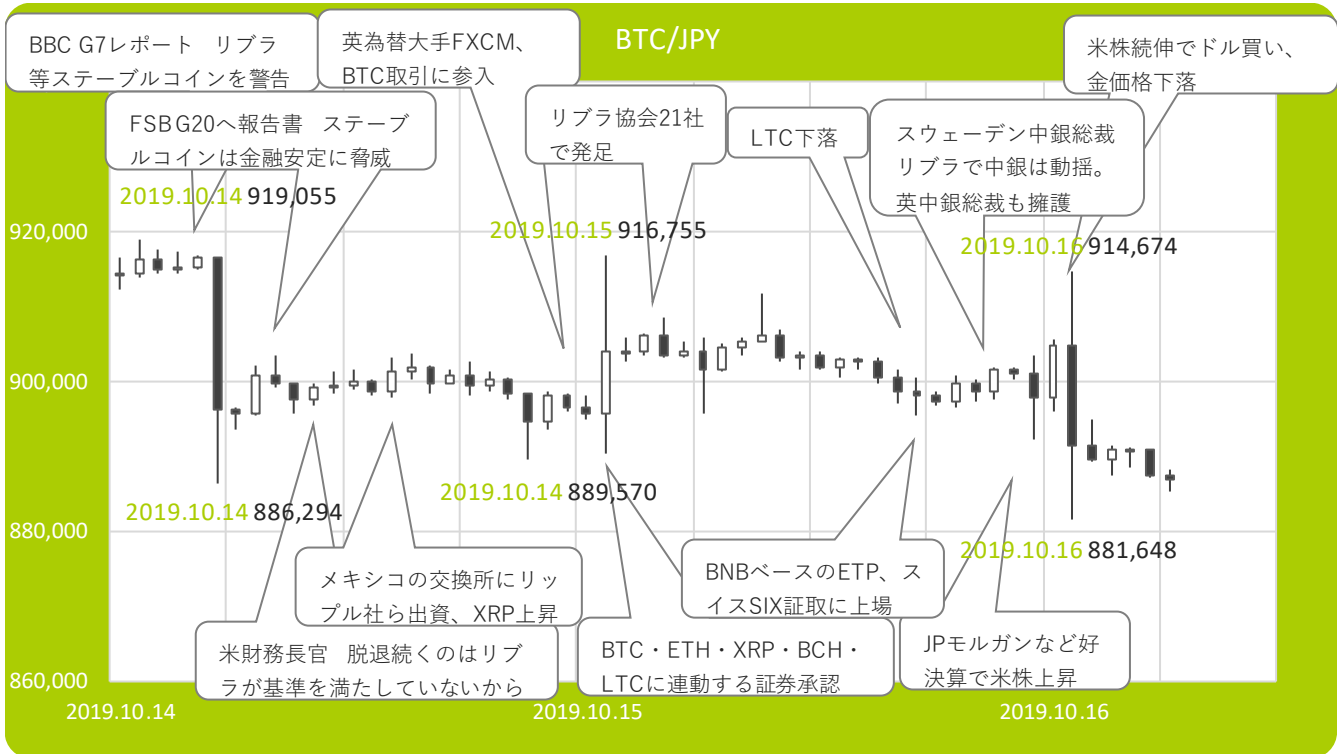 BTC/JPY
BBC G7レポート　リブラ
等ステーブルコインを警告
英為替大手FXCM、
BTC取引に参入
米株続伸でドル買い、
金価格下落
FSB G20へ報告書　ステーブ
ルコインは金融安定に脅威
リブラ協会21社
で発足
LTC下落
スウェーデン中銀総裁
リブラで中銀は動揺。
英中銀総裁も擁護
2019.10.14 919,055
2019.10.15 916,755
2019.10.16 914,674
920,000
900,000
880,000
860,000
2019.10.14 886,294
2019.10.14 889,570
2019.10.16 881,648
メキシコの交換所にリッ
プル社ら出資、XRP上昇
BNBベースのETP、ス
イスSIX証取に上場
米財務長官　脱退続くのはリブ
ラが基準を満たしていないから
BTC・ETH・XRP・BCH・
LTCに連動する証券承認
JPモルガンなど好
決算で米株上昇
2019.10.14
2019.10.15
2019.10.16